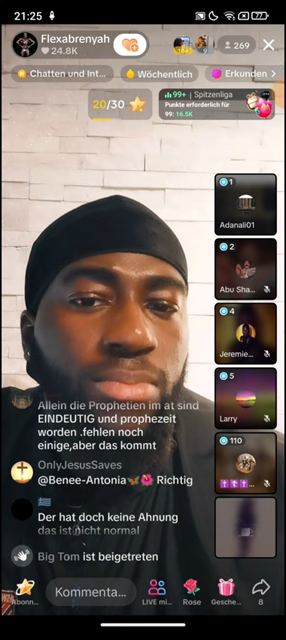 21:25
77
Flexabrenyah
24.8K
269
Chatten und Int...
Wöchentlich
Erkunden >
20/30
99+ | Spitzenliga
Punkte erforderlich für
99: 16.5K
1
Adanali01
2
Abu Sha...
4
Jeremie...
5
Larry
110
Allein die Prophetien im at sind
EINDEUTIG und prophezeit
worden .fehlen noch
einige,aber das kommt
OnlyJesusSaves
@Benee-Antonia🦋🌺 Richtig
🇬🇷
Der hat doch keine Ahnung
das ist nicht normal
Big Tom ist beigetreten
Kommenta...
Abonn...
LIVE mi...
Rose
Gesche...
8